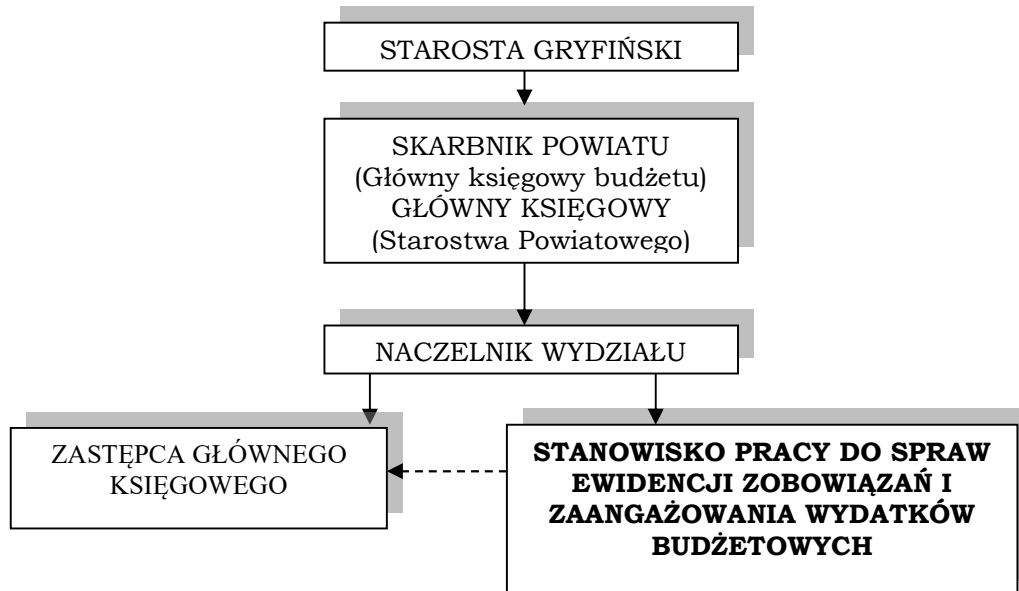 STAROSTA GRYFIŃSKI
SKARBNIK POWIATU
(Główny księgowy budżetu)
GŁÓWNY KSIĘGOWY
(Starostwa Powiatowego)
NACZELNIK WYDZIAŁU
ZASTĘPCA GŁÓWNEGO
KSIĘGOWEGO
STANOWISKO PRACY DO SPRAW
EWIDENCJI ZOBOWIĄZAŃ I
ZAANGAŻOWANIA WYDATKÓW
BUDŻETOWYCH